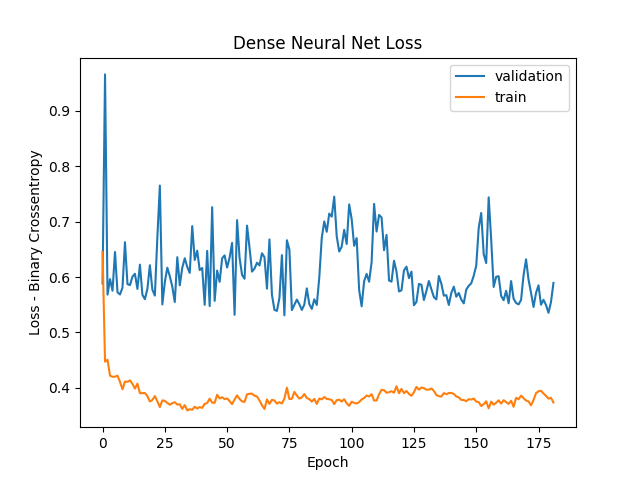 Dense Neural Net Loss
validation
train
Loss - Binary Crossentropy
0.9
0.8
0.7
0.6
0.5
0.4
0 25 50 75 100 125 150 175
Epoch